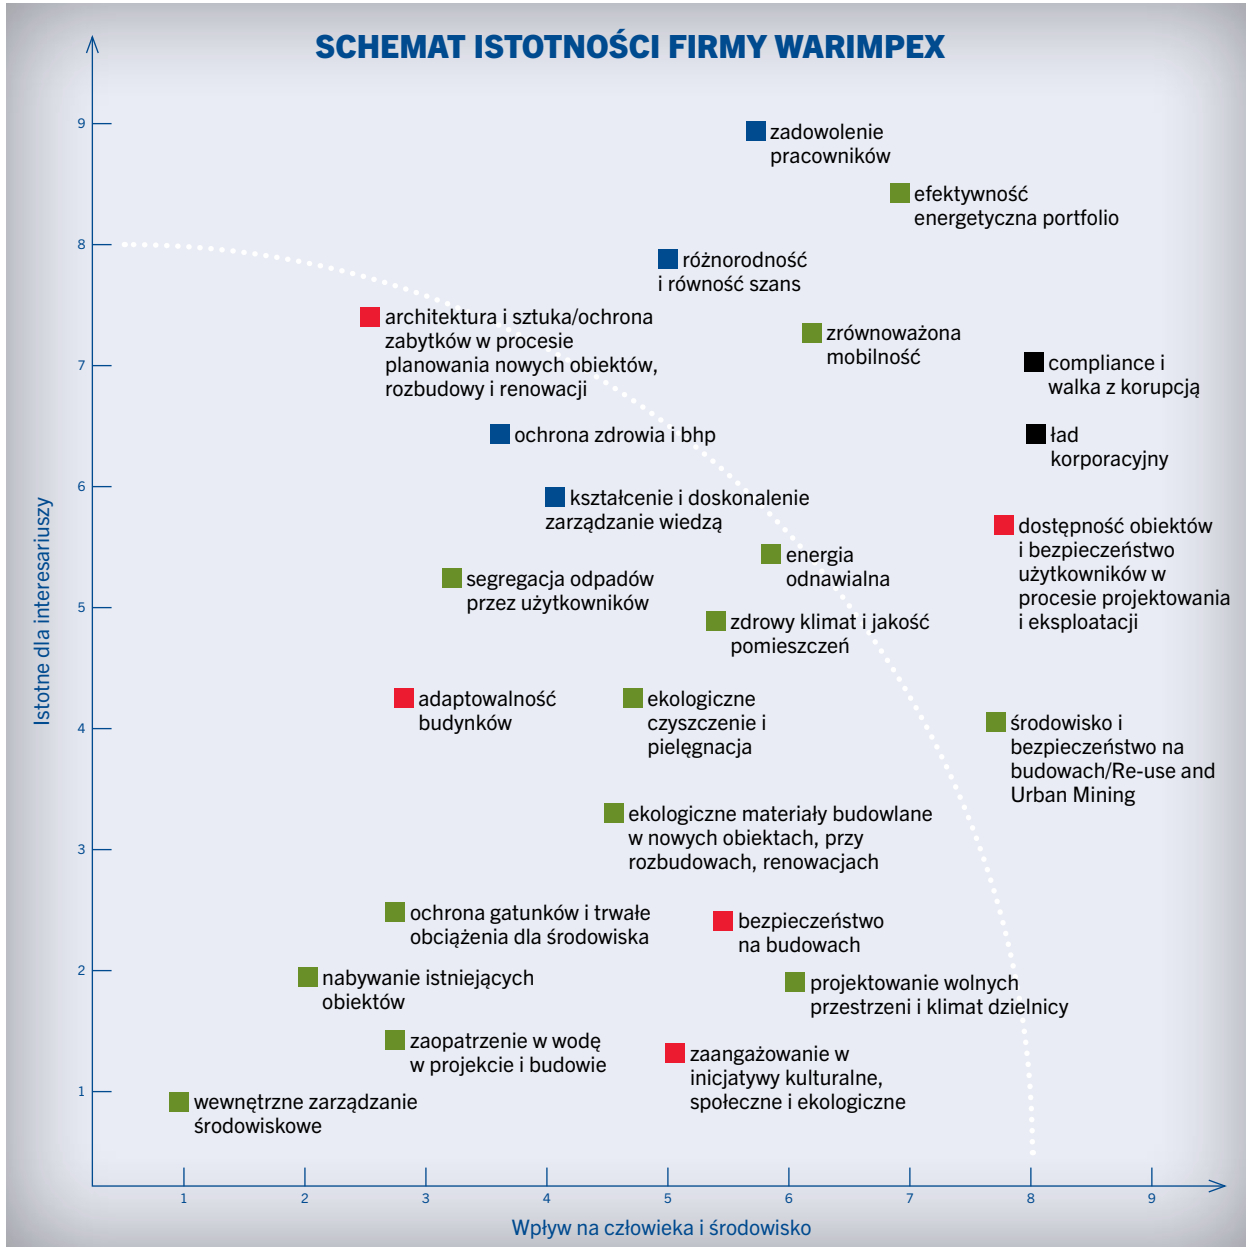 SCHEMAT ISTOTNOŚCI FIRMY WARIMPEX
Istotne dla interesariuszy
9
8
7
6
5
4
3
2
1
zadowolenie
pracowników
efektywność
energetyczna portfolio
różnorodność
i równość szans
architektura i sztuka/ochrona
zabytków w procesie
planowania nowych obiektów,
rozbudowy i renowacji
zrównoważona
mobilność
compliance i
walka z korupcją
ochrona zdrowia i bhp
ład
korporacyjny
kształcenie i doskonalenie
zarządzanie wiedzą
dostępność obiektów
i bezpieczeństwo
użytkowników w
procesie projektowania
i eksploatacji
energia
odnawialna
segregacja odpadów
przez użytkowników
zdrowy klimat i jakość
pomieszczeń
adaptowalność
budynków
ekologiczne
czyszczenie i
pielęgnacja
środowisko i
bezpieczeństwo na
budowach/Re-use and
Urban Mining
ekologiczne materiały budowlane
w nowych obiektach, przy
rozbudowach, renowacjach
ochrona gatunków i trwałe
obciążenia dla środowiska
bezpieczeństwo
na budowach
nabywanie istniejących
obiektów
projektowanie wolnych
przestrzeni i klimat dzielnicy
zaopatrzenie w wodę
w projekcie i budowie
zaangażowanie w
inicjatywy kulturalne,
społeczne i ekologiczne
wewnętrzne zarządzanie
środowiskowe
1 2 3 4 5 6 7 8 9
Wpływ na człowieka i środowisko